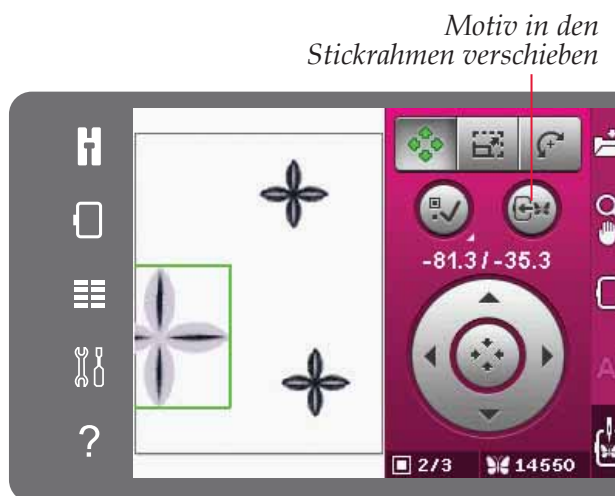 Motiv in den
Stickrahmen verschieben
-81.3 / -35.3
?
A
2/3 14550